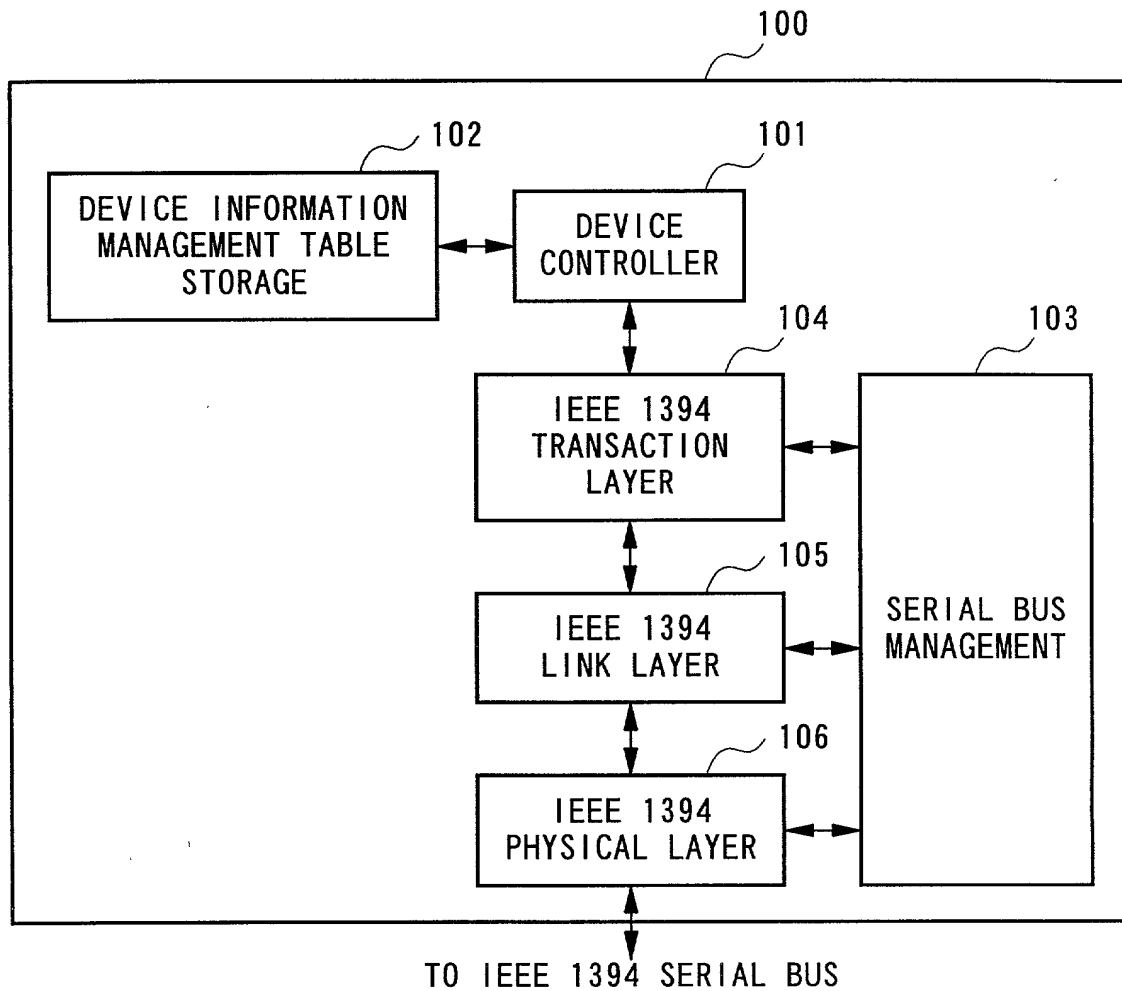 100
102
101
DEVICE INFORMATION
MANAGEMENT TABLE
STORAGE
DEVICE
CONTROLLER
104
103
IEEE 1394
TRANSACTION
LAYER
105
IEEE 1394
LINK LAYER
SERIAL BUS
MANAGEMENT
106
IEEE 1394
PHYSICAL LAYER
TO IEEE 1394 SERIAL BUS